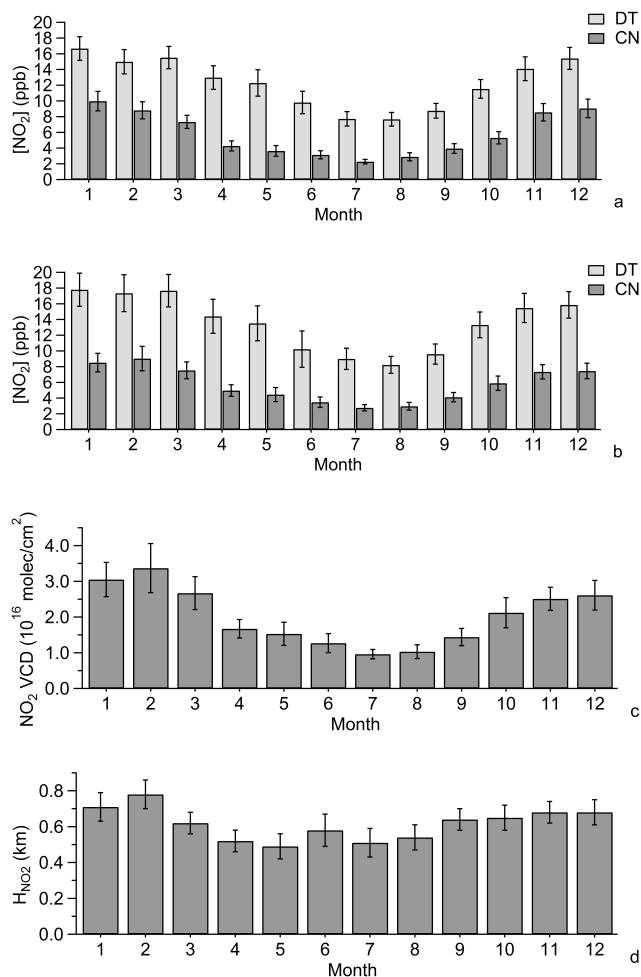 20
18
16
14
12
10
8
6
4
2
0
[NO2] (ppb)
DT
CN
1 2 3 4 5 6 7 8 9 10 11 12
Month
a
20
18
16
14
12
10
8
6
4
2
0
[NO2] (ppb)
DT
CN
1 2 3 4 5 6 7 8 9 10 11 12
Month
b
4.0
3.0
2.0
1.0
0.0
NO2 VCD (10^16 molec/cm^2)
1 2 3 4 5 6 7 8 9 10 11 12
Month
c
0.8
0.6
0.4
0.2
0.0
HNO2 (km)
1 2 3 4 5 6 7 8 9 10 11 12
Month
d